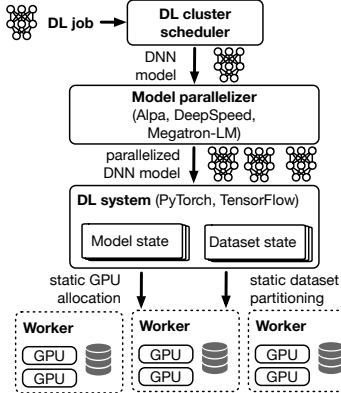 DL job
DL cluster
scheduler
DNN
model
Model parallelizer
(Alpa, DeepSpeed,
Megatron-LM)
parallelized
DNN model
DL system (PyTorch, TensorFlow)
Model state
Dataset state
static GPU
allocation
static dataset
partitioning
Worker
GPU
GPU
Worker
GPU
GPU
Worker
GPU
GPU